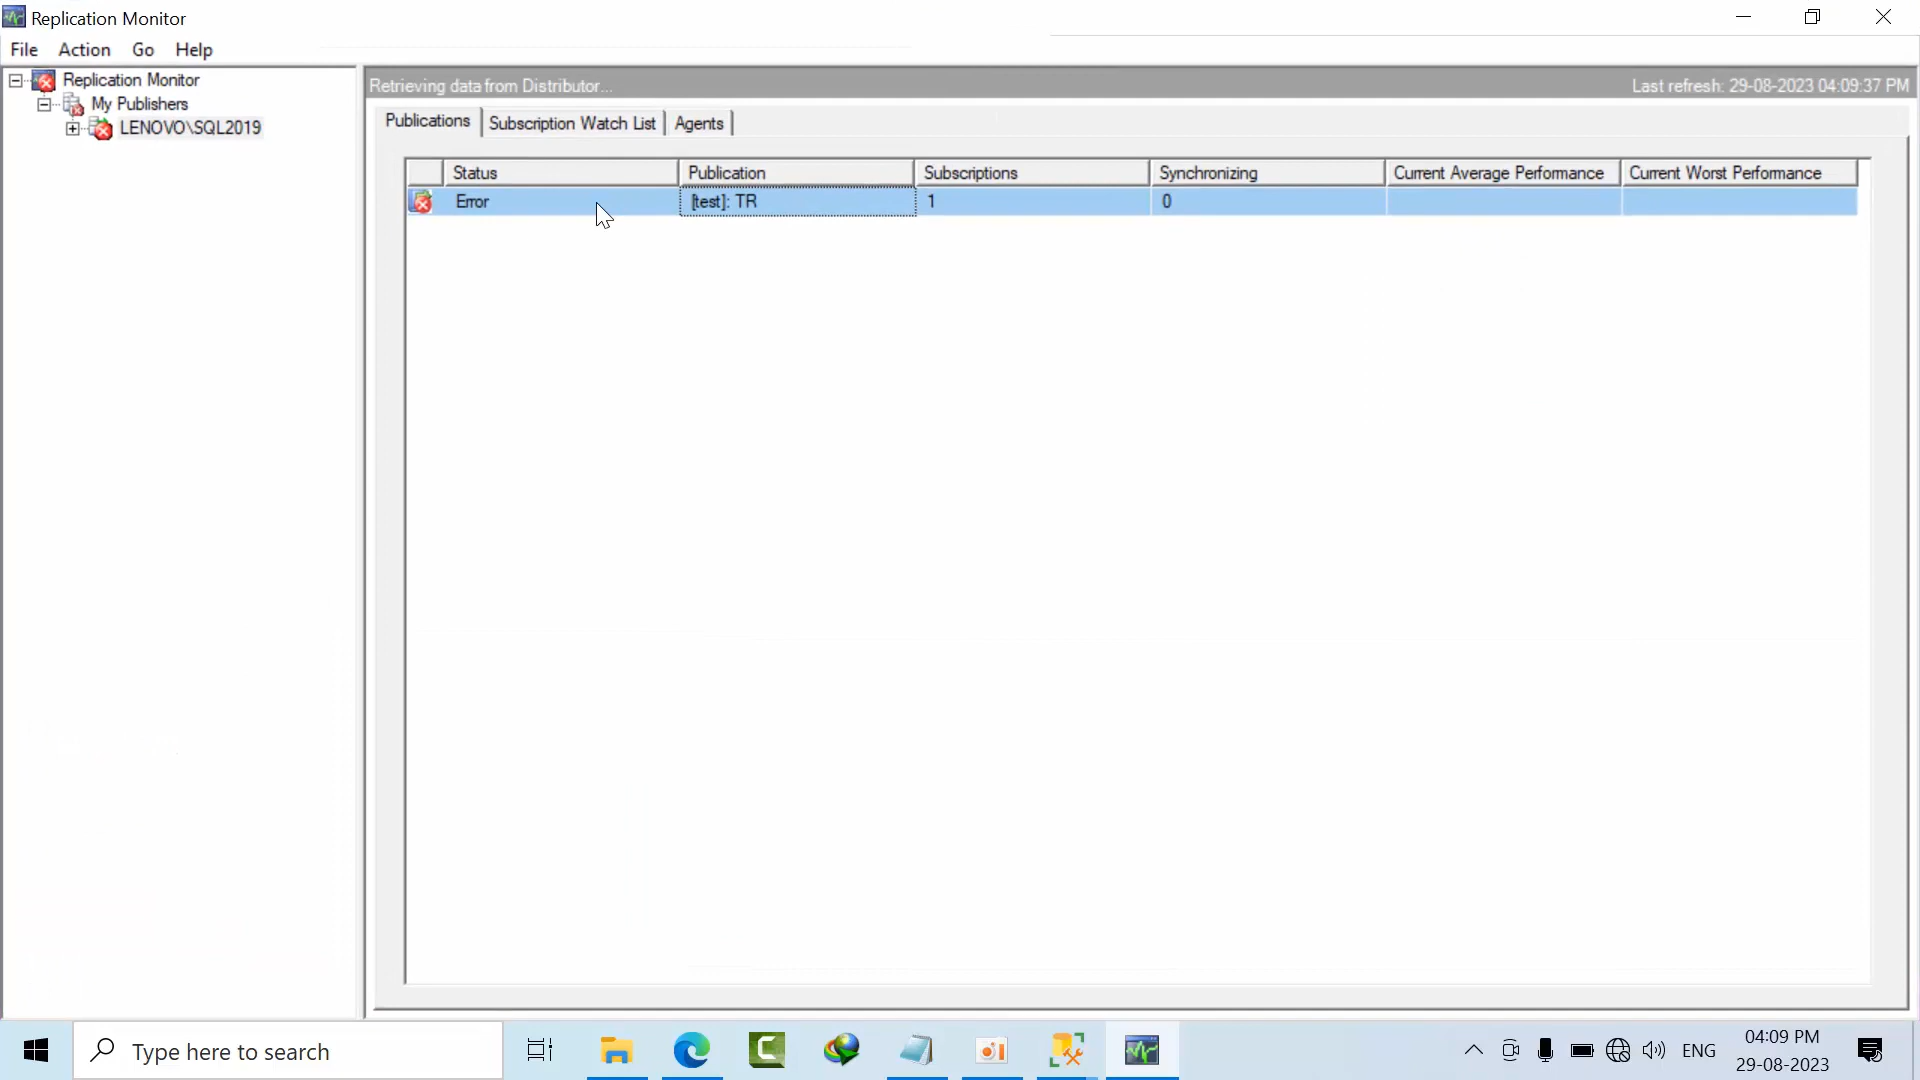 Replication Monitor
File Action Go Help
Replication Monitor
My Publishers
LENOVO\SQL2019
Retrieving data from Distributor...
Last refresh: 29-08-2023 04:09:37 PM
Publications Subscription Watch List Agents
Status Publication Subscriptions Synchronizing Current Average Performance Current Worst Performance
Error [test]: TR 1 0
Type here to search
ENG
04:09 PM
29-08-2023